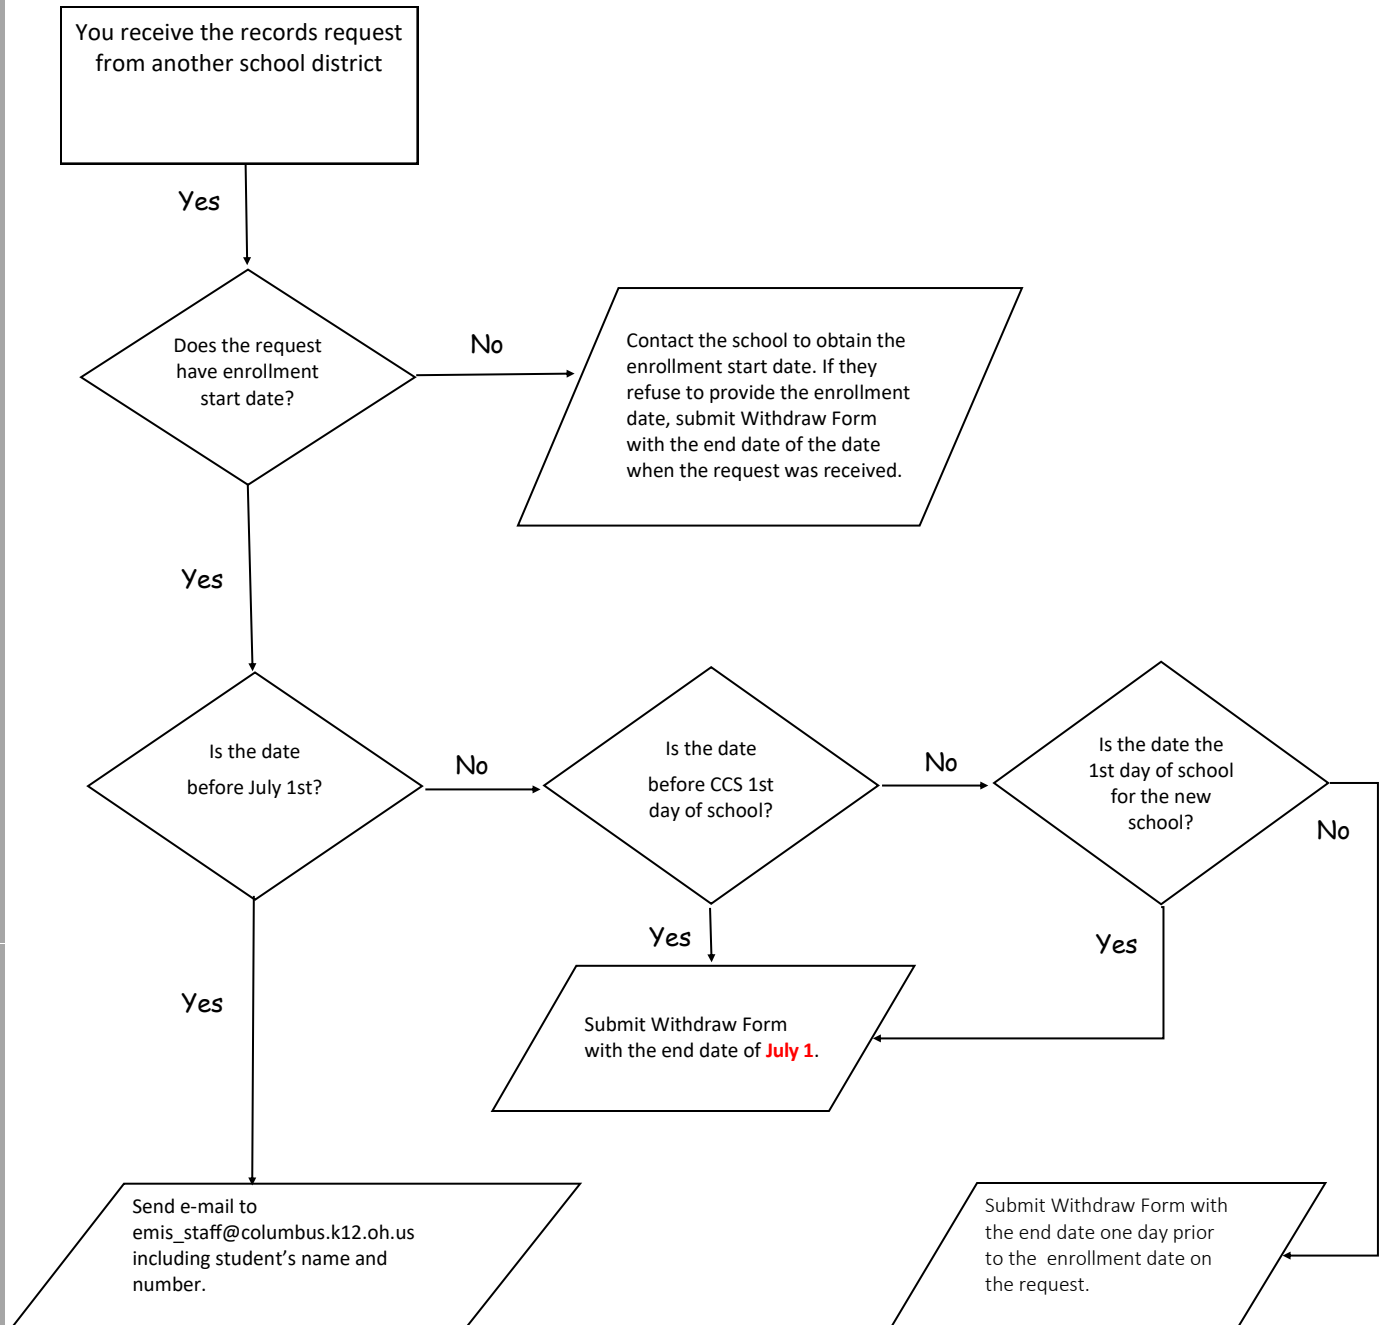 You receive the records request
from another school district
Yes
Does the request
have enrollment
start date?
No
Contact the school to obtain the
enrollment start date. If they
refuse to provide the enrollment
date, submit Withdraw Form
with the end date of the date
when the request was received.
Yes
Is the date
before July 1st?
No
Is the date
before CCS 1st
day of school?
No
Is the date the
1st day of school
for the new
school?
No
Yes
Yes
Yes
Submit Withdraw Form
with the end date of July 1.
Send e-mail to
emis_staff@columbus.k12.oh.us
including student’s name and
number.
Submit Withdraw Form with
the end date one day prior
to the  enrollment date on
the request.